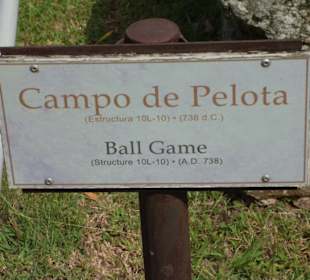 Campo de Pelota
(Estructura 10L-10) • (738 d.C.)
Ball Game
(Structure 10L-10) • (A.D. 738)